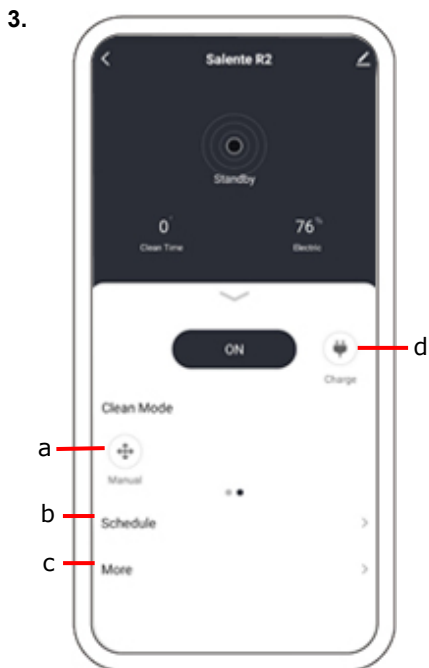 3.
Salente R2
Standby
0'
Clean Time
76%
Electric
ON
d
Charge
Clean Mode
a
Manual
b
Schedule
c
More